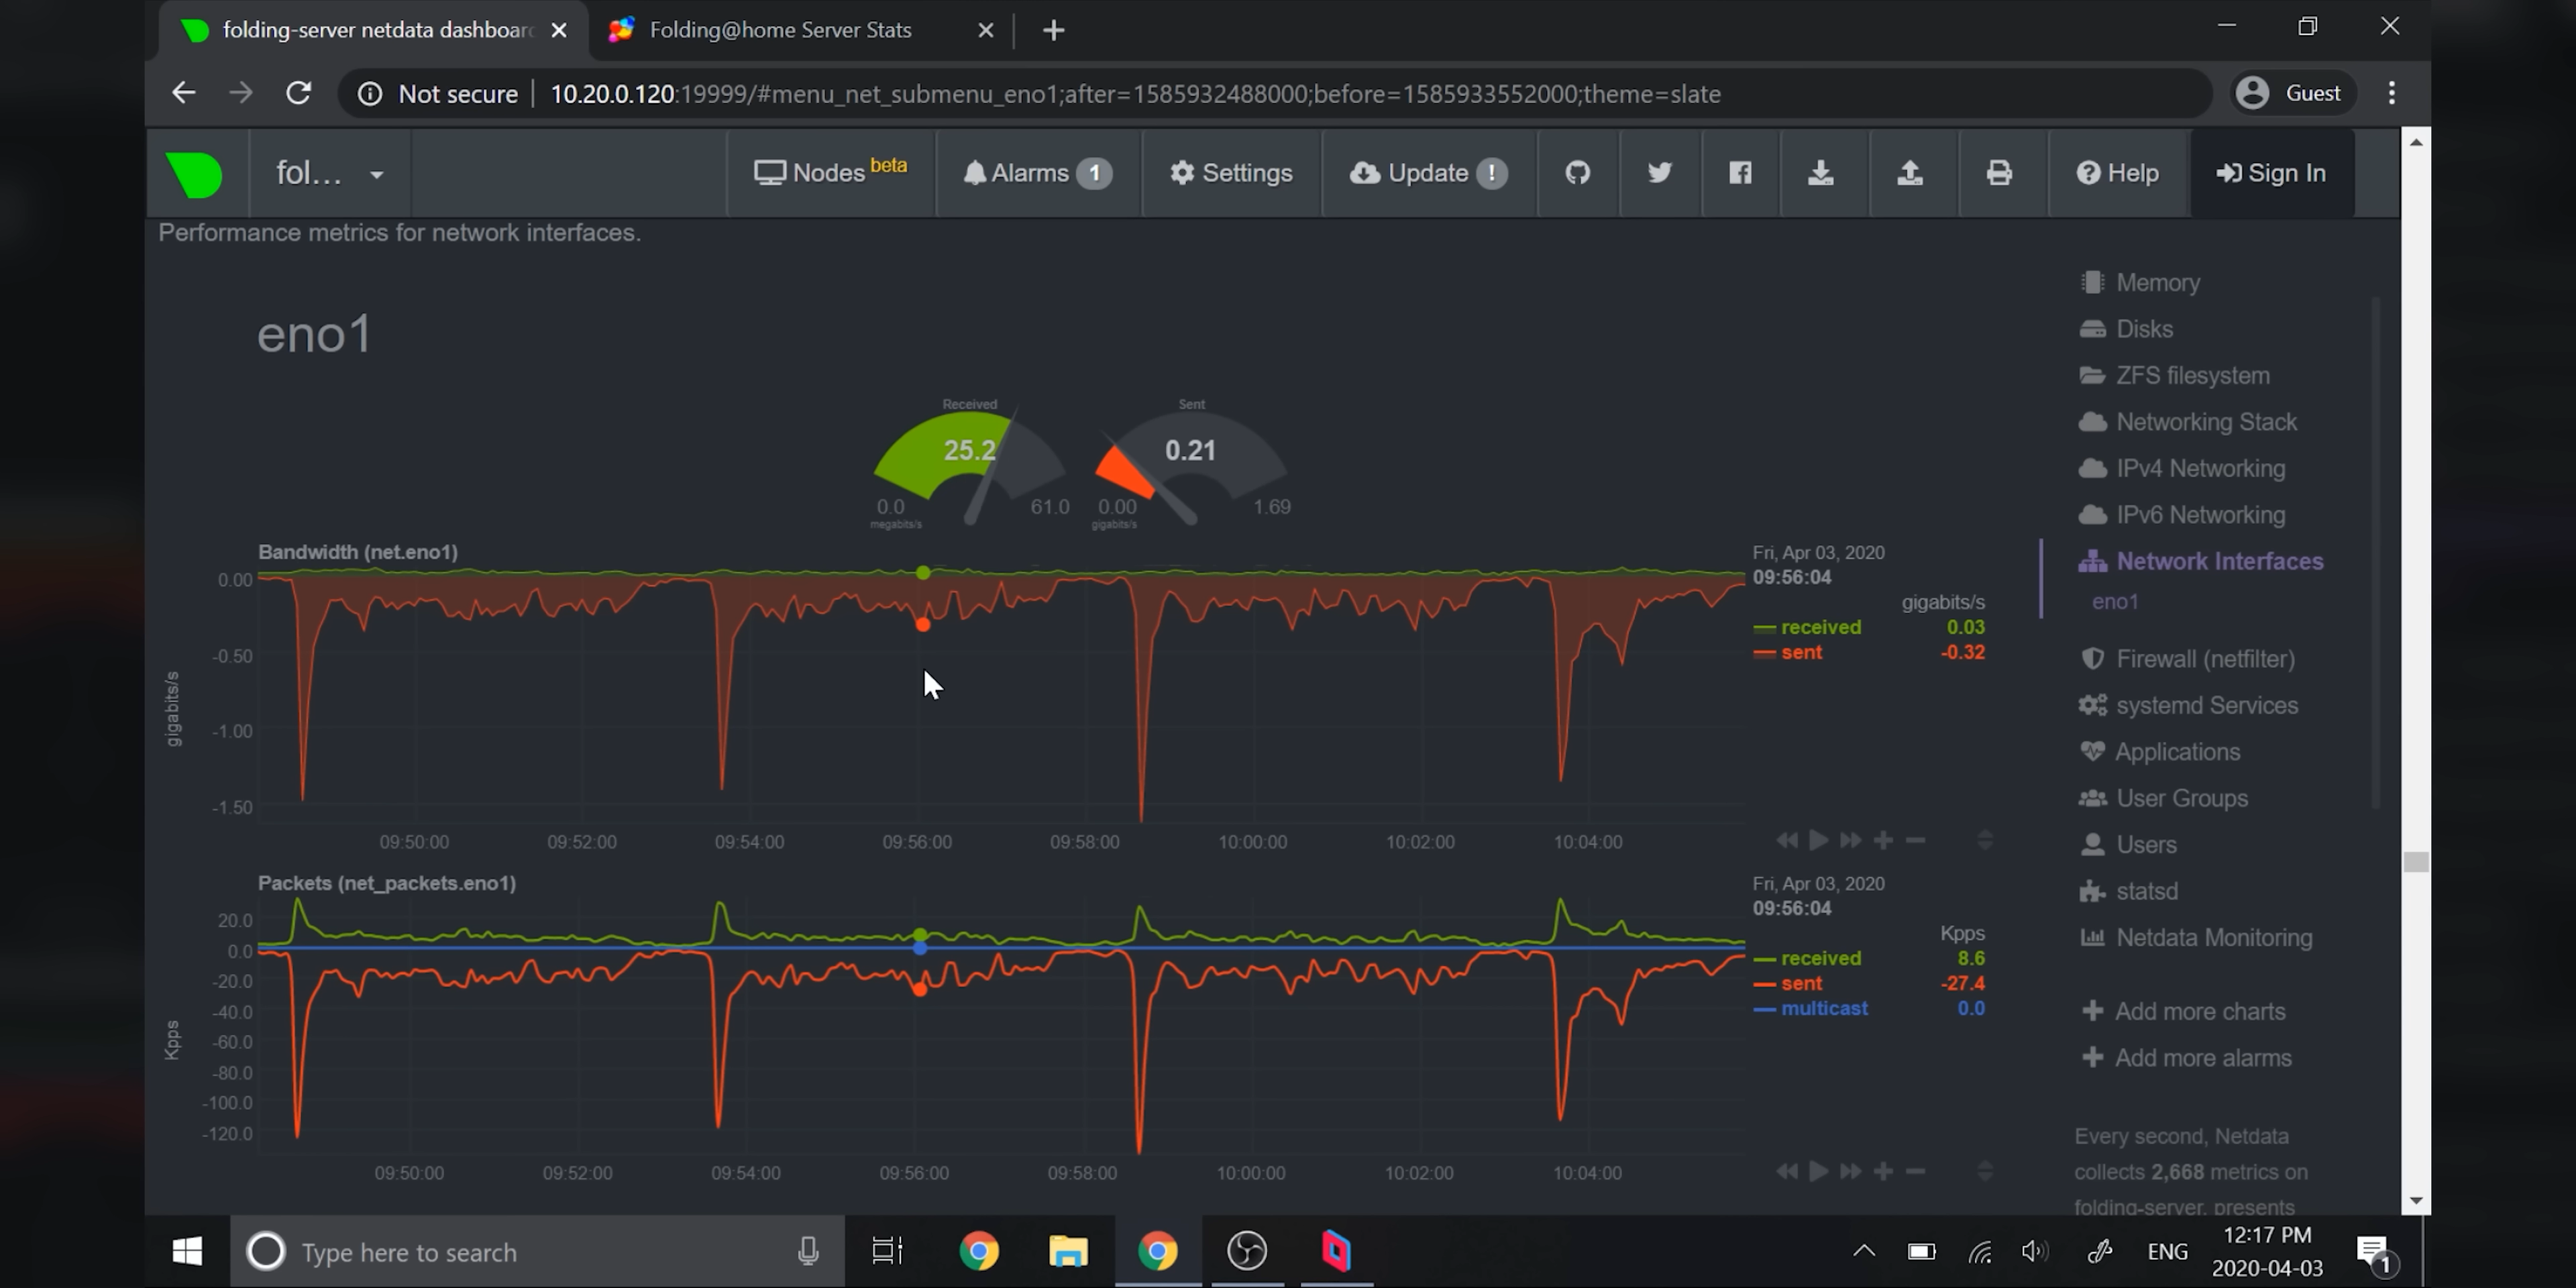 folding-server netdata dashboard
Folding@home Server Stats
Not secure
10.20.0.120:19999/#menu_net_submenu_eno1;after=1585932488000;before=1585933552000;theme=slate
Guest
fol...
Nodes beta
Alarms 1
Settings
Update !
Help
Sign In
Performance metrics for network interfaces.
eno1
Received
25.2
0.0
61.0
megabits/s
Sent
0.21
0.00
1.69
gigabits/s
Bandwidth (net.eno1)
gigabits/s
0.00
-0.50
-1.00
-1.50
09:50:00
09:52:00
09:54:00
09:56:00
09:58:00
10:00:00
10:02:00
10:04:00
Fri, Apr 03, 2020
09:56:04
gigabits/s
received 0.03
sent -0.32
Packets (net_packets.eno1)
Kpps
20.0
0.0
-20.0
-40.0
-60.0
-80.0
-100.0
-120.0
09:50:00
09:52:00
09:54:00
09:56:00
09:58:00
10:00:00
10:02:00
10:04:00
Fri, Apr 03, 2020
09:56:04
Kpps
received 8.6
sent -27.4
multicast 0.0
Memory
Disks
ZFS filesystem
Networking Stack
IPv4 Networking
IPv6 Networking
Network Interfaces
eno1
Firewall (netfilter)
systemd Services
Applications
User Groups
Users
statsd
Netdata Monitoring
Add more charts
Add more alarms
Every second, Netdata
collects 2,668 metrics on
folding-server, presents
Type here to search
ENG
12:17 PM
2020-04-03
1